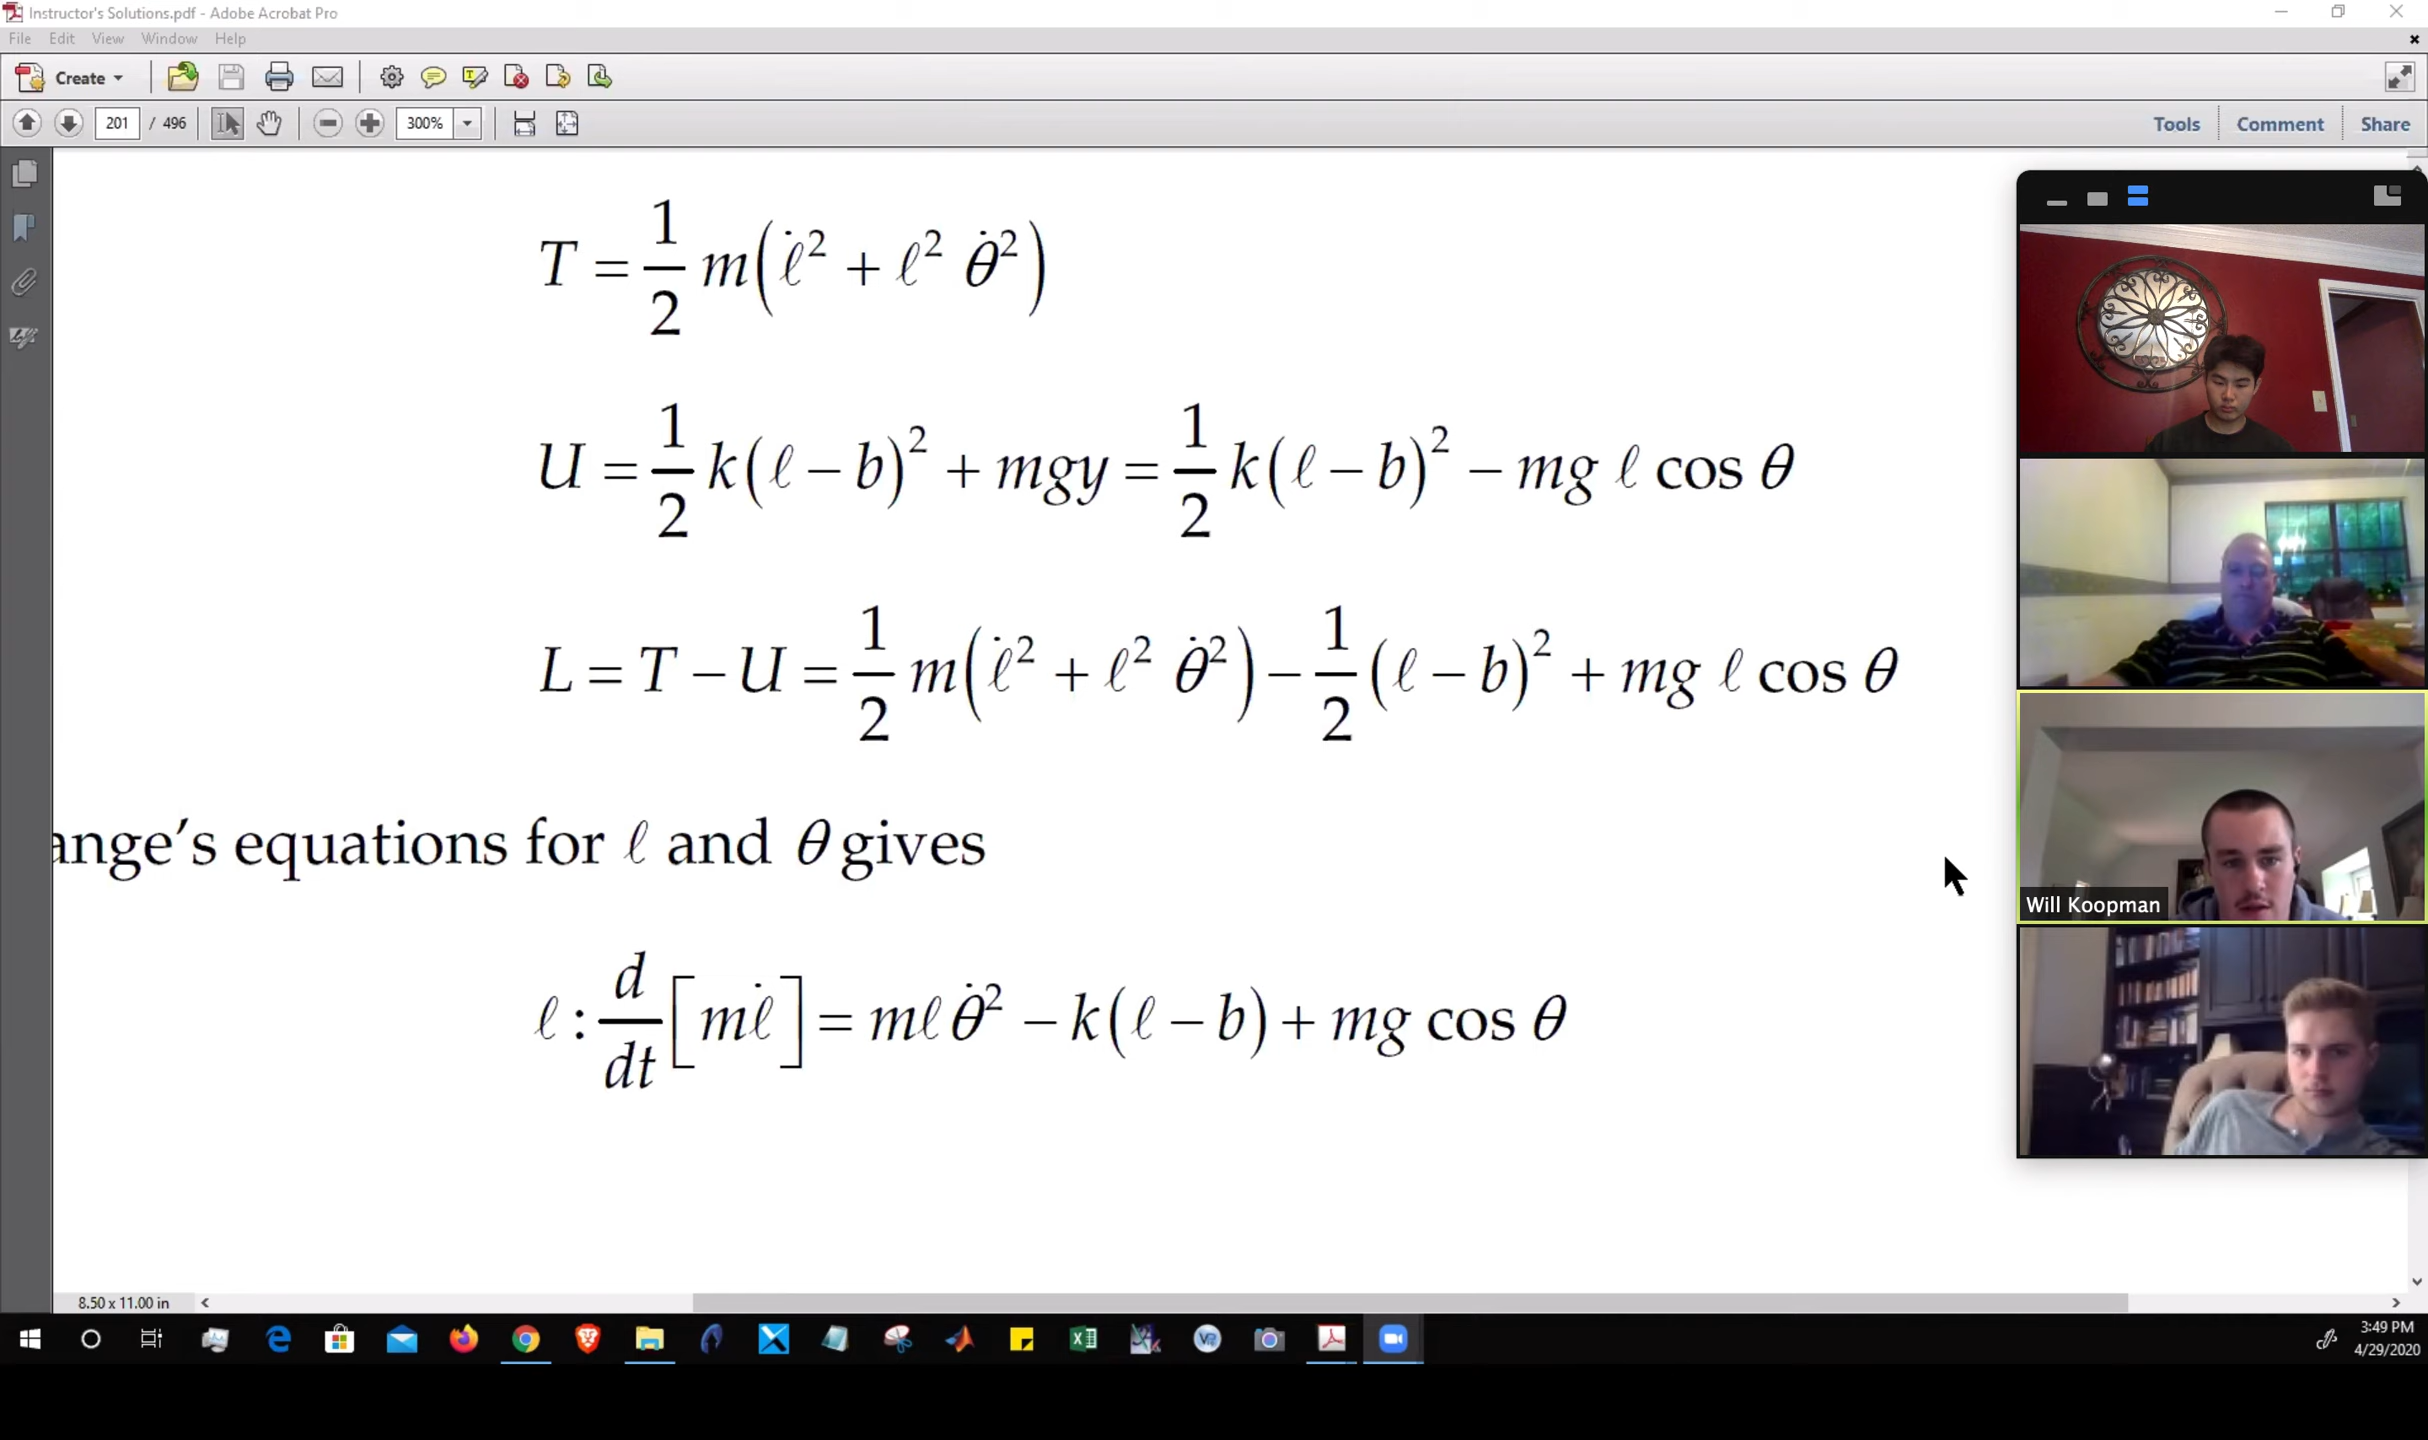 Instructor's Solutions.pdf - Adobe Acrobat Pro
File Edit View Window Help
Create
201 / 496 300% Tools Comment Share
T = 1/2 m(ℓ̇² + ℓ² θ̇²)
U = 1/2 k(ℓ − b)² + mgy = 1/2 k(ℓ − b)² − mg ℓ cos θ
L = T − U = 1/2 m(ℓ̇² + ℓ² θ̇²) − 1/2 (ℓ − b)² + mg ℓ cos θ
ange's equations for ℓ and θ gives
ℓ : d/dt [mℓ̇] = mℓ θ̇² − k(ℓ − b) + mg cos θ
Will Koopman
8.50 x 11.00 in
3:49 PM
4/29/2020